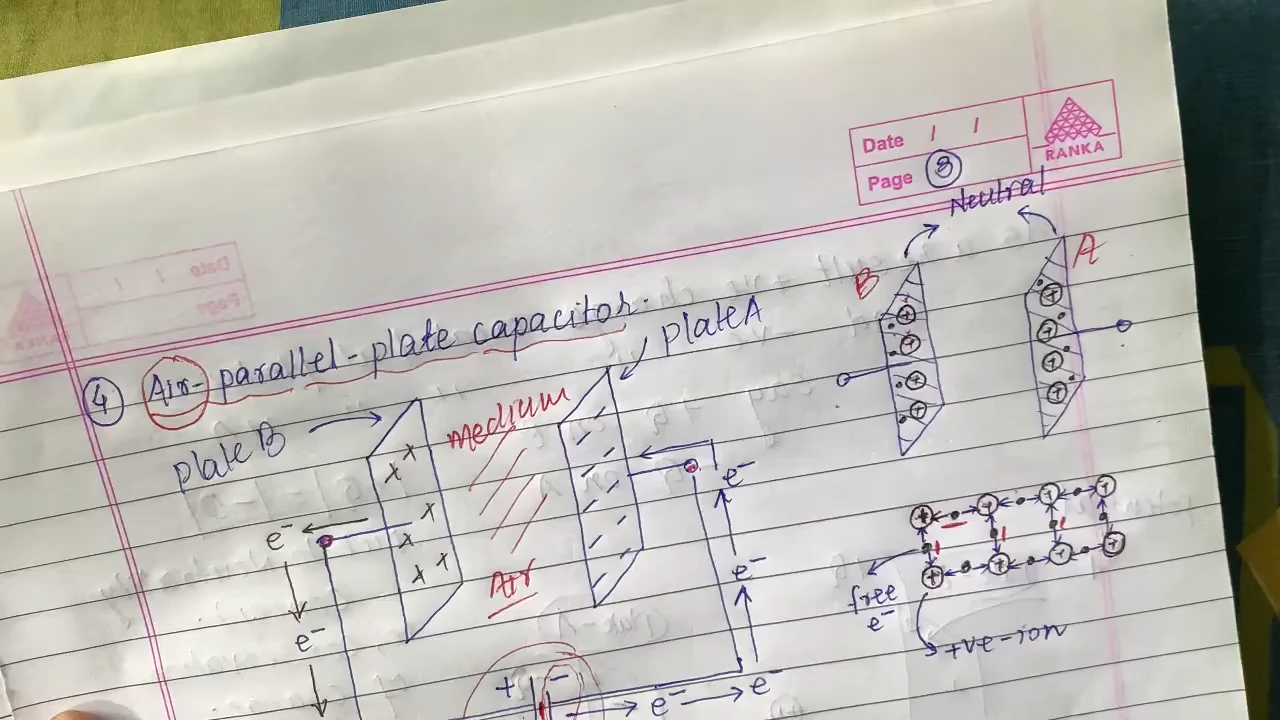 Date / /
RANKA
Page 8
Neutral
B
A
4 Air-parallel-plate capacitor.
plate A
plate B
medium
e⁻
e⁻
Air
e⁻
e⁻
free
e⁻
+ve-ion
+ -
e⁻ → e⁻